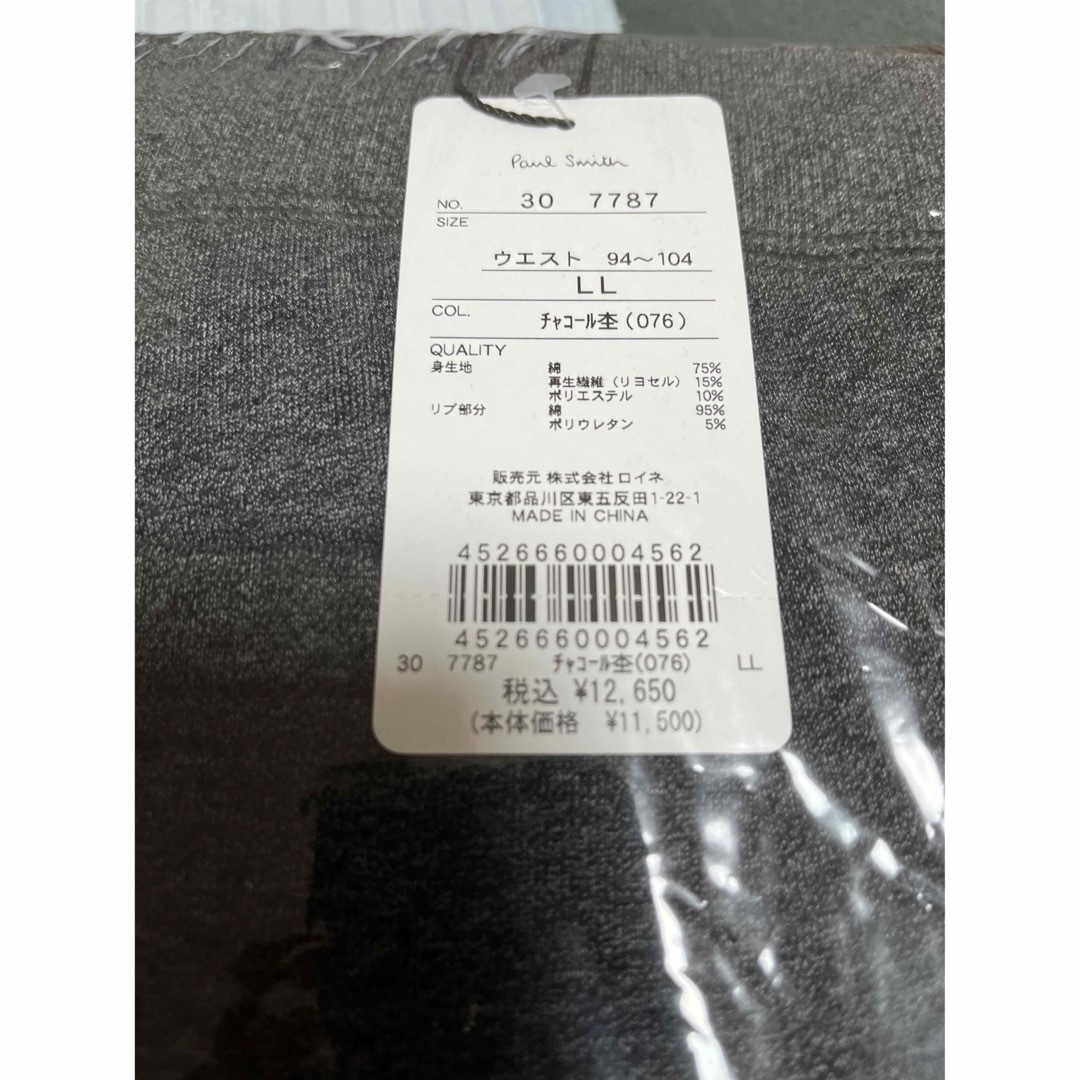 Paul Smith
NO. 30 7787
SIZE
ウエスト 94～104
LL
COL. ﾁｬｺｰﾙ杢(076)
QUALITY
身生地 綿 75%
再生繊維（リヨセル） 15%
ポリエステル 10%
リブ部分 綿 95%
ポリウレタン 5%
販売元 株式会社 ロイネ
東京都品川区東五反田1-22-1
MADE IN CHINA
4526660004562
4526660004562
30 7787 ﾁｬｺｰﾙ杢(076) LL
税込 ¥12,650
(本体価格 ¥11,500)